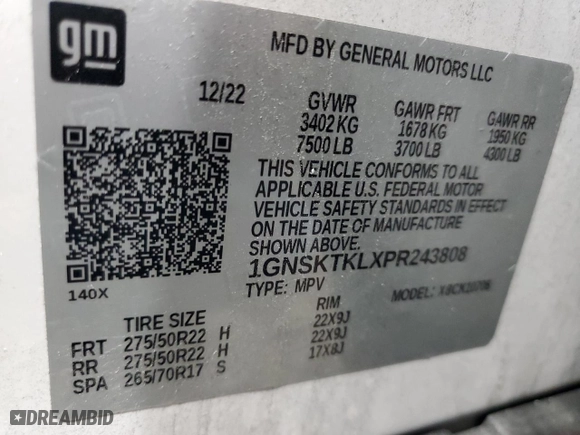 gm
MFD BY GENERAL MOTORS LLC
12/22 GVWR GAWR FRT GAWR RR
3402 KG 1678 KG 1950 KG
7500 LB 3700 LB 4300 LB
THIS VEHICLE CONFORMS TO ALL
APPLICABLE U.S. FEDERAL MOTOR
VEHICLE SAFETY STANDARDS IN EFFECT
ON THE DATE OF MANUFACTURE
SHOWN ABOVE.
1GNSKTKLXPR243808
140X TYPE: MPV MODEL:
TIRE SIZE RIM
FRT 275/50R22 H 22X9J
RR 275/50R22 H 22X9J
SPA 265/70R17 S 17X8J
DREAMBID